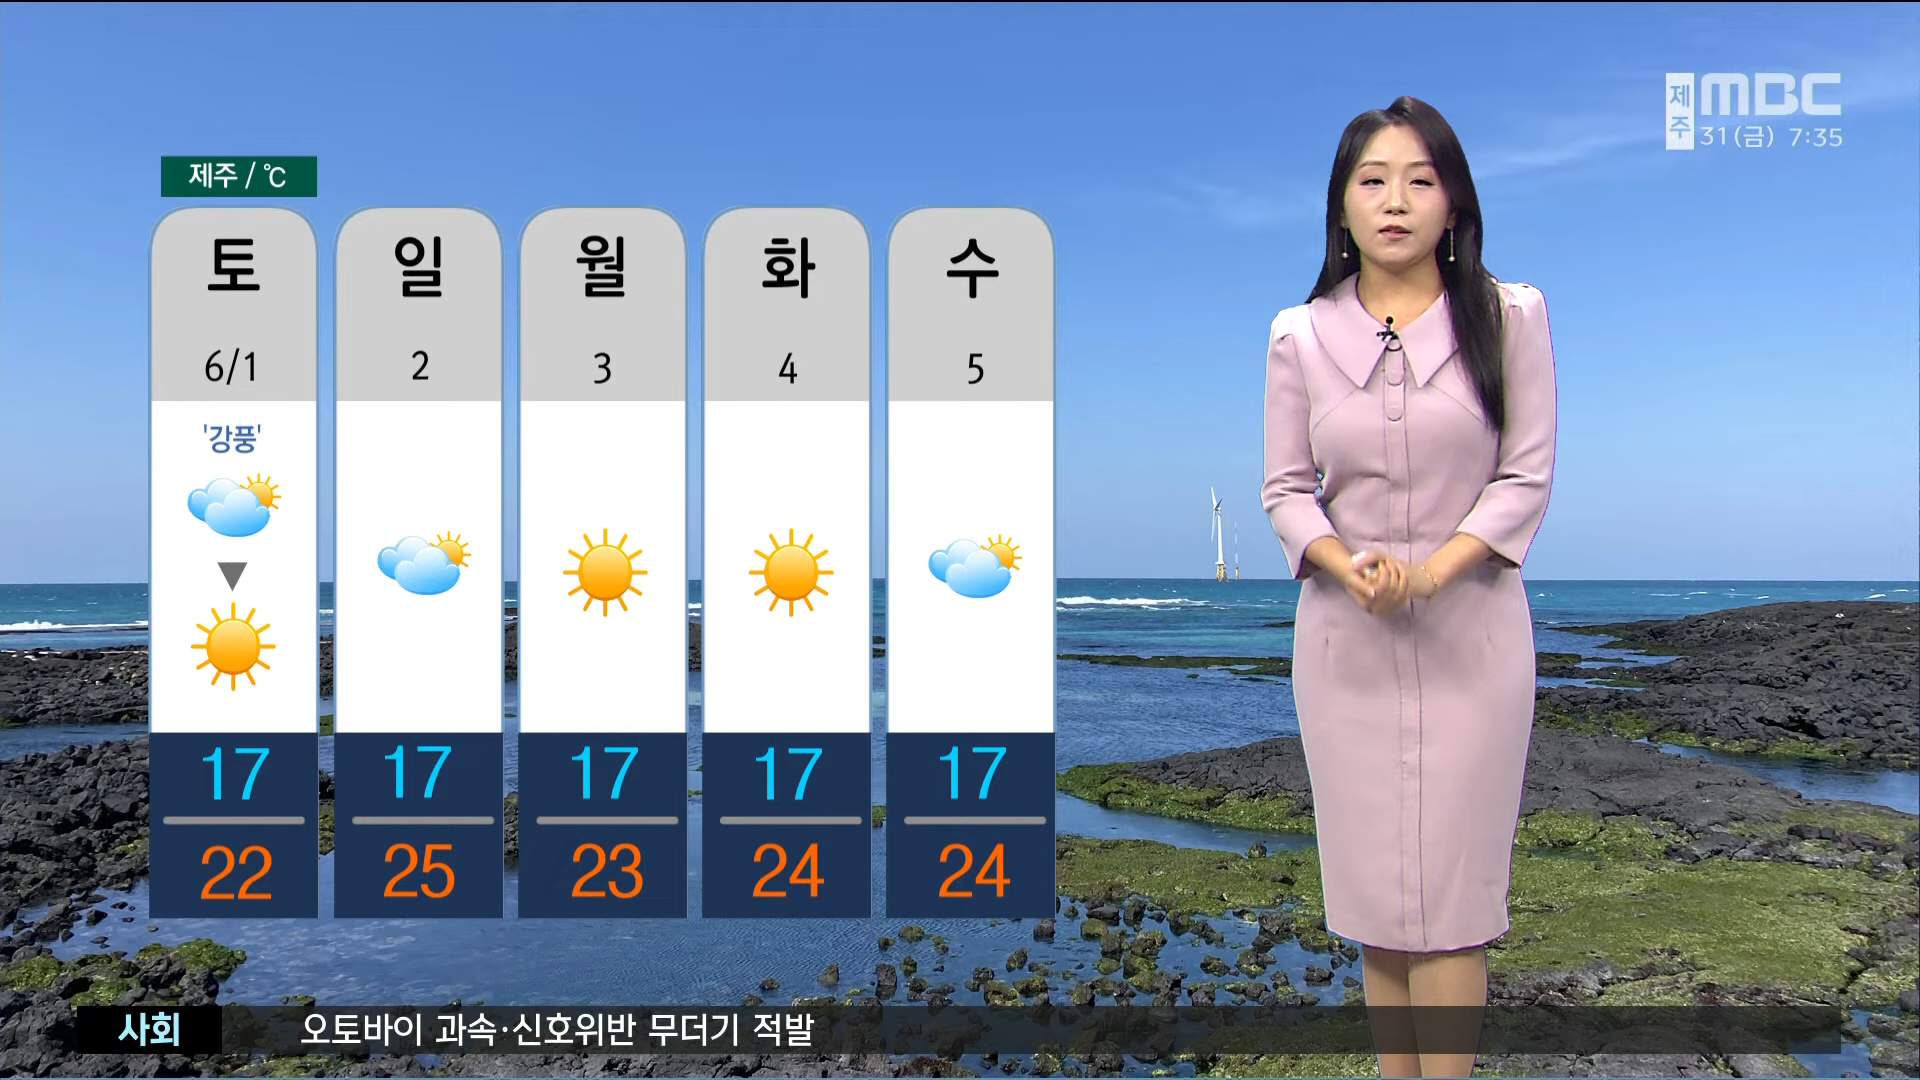 제주 MBC
31(금) 7:35
제주 / ℃
토 일 월 화 수
6/1 2 3 4 5
'강풍'
17 17 17 17 17
22 25 23 24 24
사회 오토바이 과속·신호위반 무더기 적발